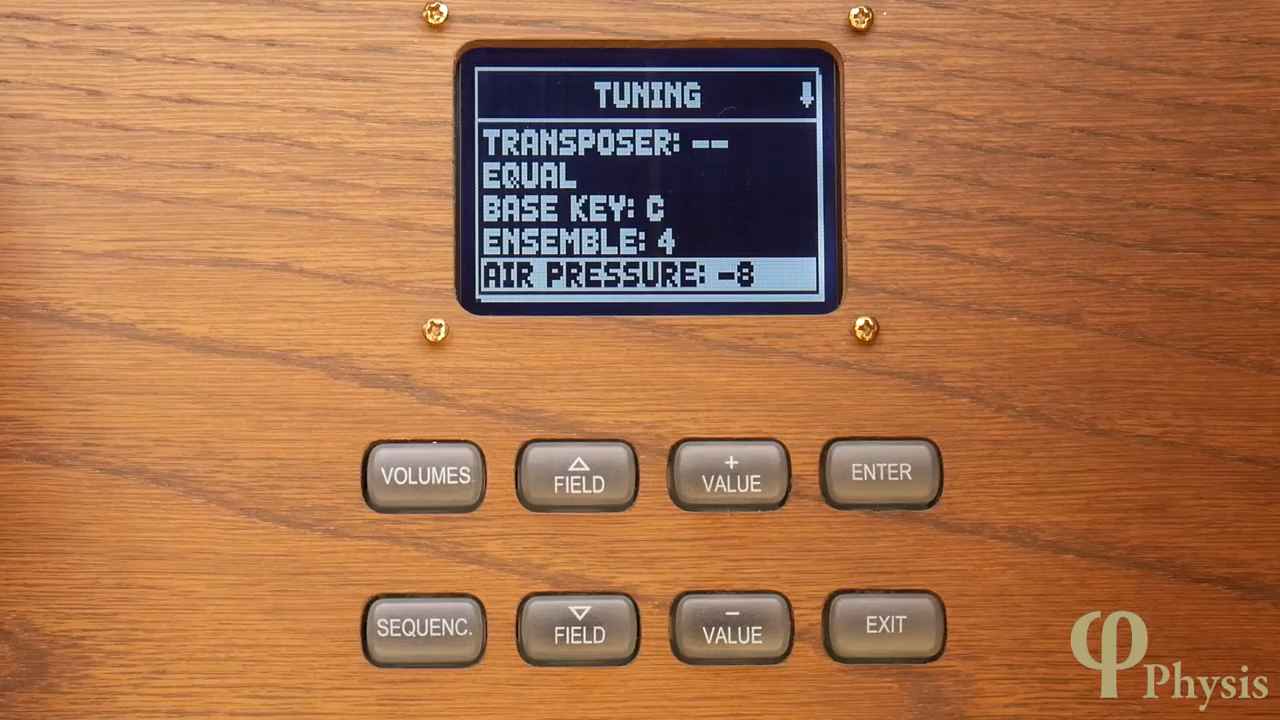 TUNING
TRANSPOSER: --
EQUAL
BASE KEY: C
ENSEMBLE: 4
AIR PRESSURE: -8
VOLUMES
FIELD
+
VALUE
ENTER
SEQUENC.
FIELD
−
VALUE
EXIT
φ Physis